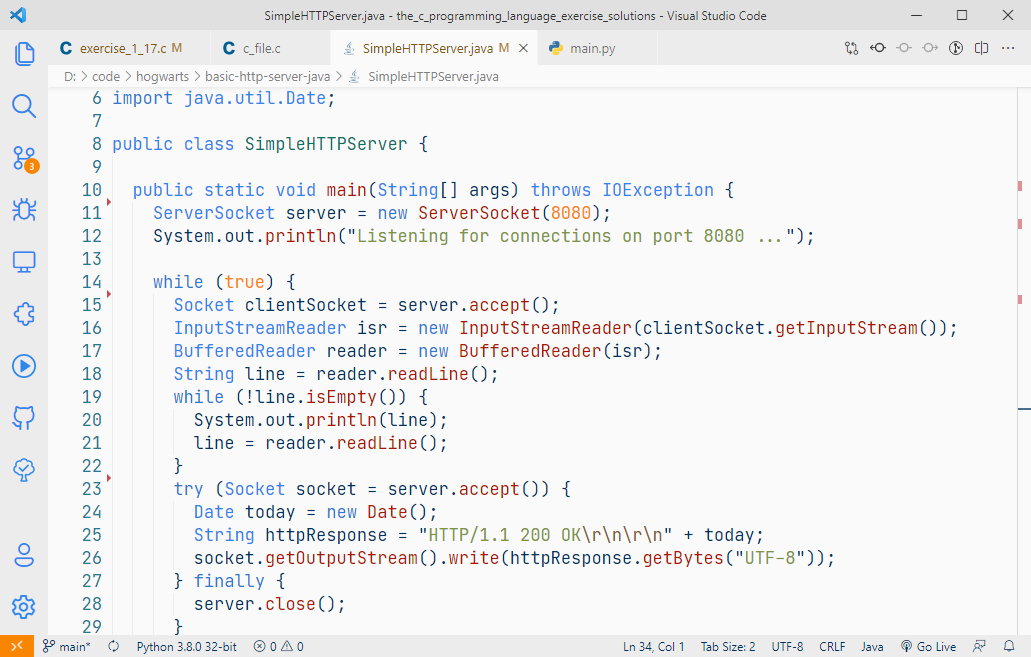 SimpleHTTPServer.java - the_c_programming_language_exercise_solutions - Visual Studio Code
C exercise_1_17.c M C c_file.c SimpleHTTPServer.java M main.py
D: > code > hogwarts > basic-http-server-java > SimpleHTTPServer.java
6 import java.util.Date;
7
8 public class SimpleHTTPServer {
9
10 public static void main(String[] args) throws IOException {
11 ServerSocket server = new ServerSocket(8080);
12 System.out.println("Listening for connections on port 8080 ...");
13
14 while (true) {
15 Socket clientSocket = server.accept();
16 InputStreamReader isr = new InputStreamReader(clientSocket.getInputStream());
17 BufferedReader reader = new BufferedReader(isr);
18 String line = reader.readLine();
19 while (!line.isEmpty()) {
20 System.out.println(line);
21 line = reader.readLine();
22 }
23 try (Socket socket = server.accept()) {
24 Date today = new Date();
25 String httpResponse = "HTTP/1.1 200 OK\r\n\r\n" + today;
26 socket.getOutputStream().write(httpResponse.getBytes("UTF-8"));
27 } finally {
28 server.close();
29 }
3
main* Python 3.8.0 32-bit 0 0 Ln 34, Col 1 Tab Size: 2 UTF-8 CRLF Java Go Live